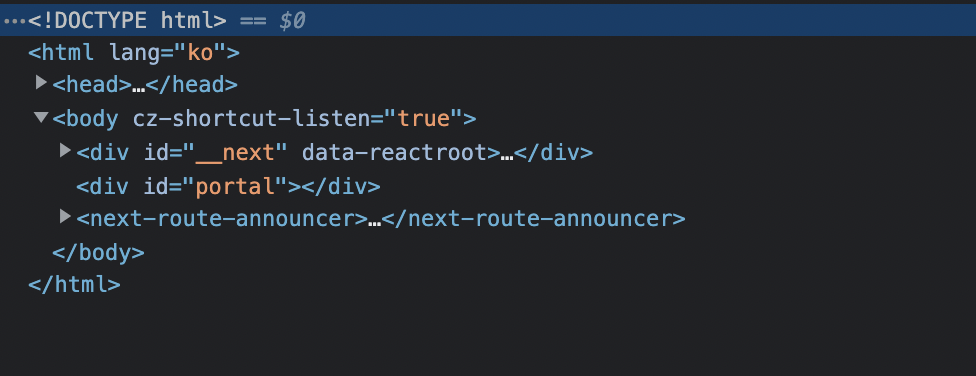 …<!DOCTYPE html> == $0
<html lang="ko">
<head>…</head>
<body cz-shortcut-listen="true">
<div id="__next" data-reactroot>…</div>
<div id="portal"></div>
<next-route-announcer>…</next-route-announcer>
</body>
</html>